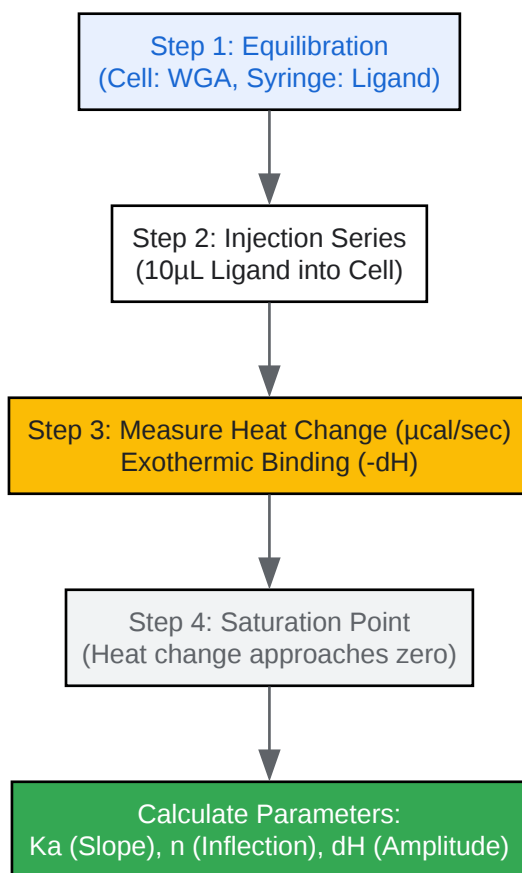 Step 1: Equilibration
(Cell: WGA, Syringe: Ligand)
Step 2: Injection Series
(10µL Ligand into Cell)
Step 3: Measure Heat Change (µcal/sec)
Exothermic Binding (-dH)
Step 4: Saturation Point
(Heat change approaches zero)
Calculate Parameters:
Ka (Slope), n (Inflection), dH (Amplitude)